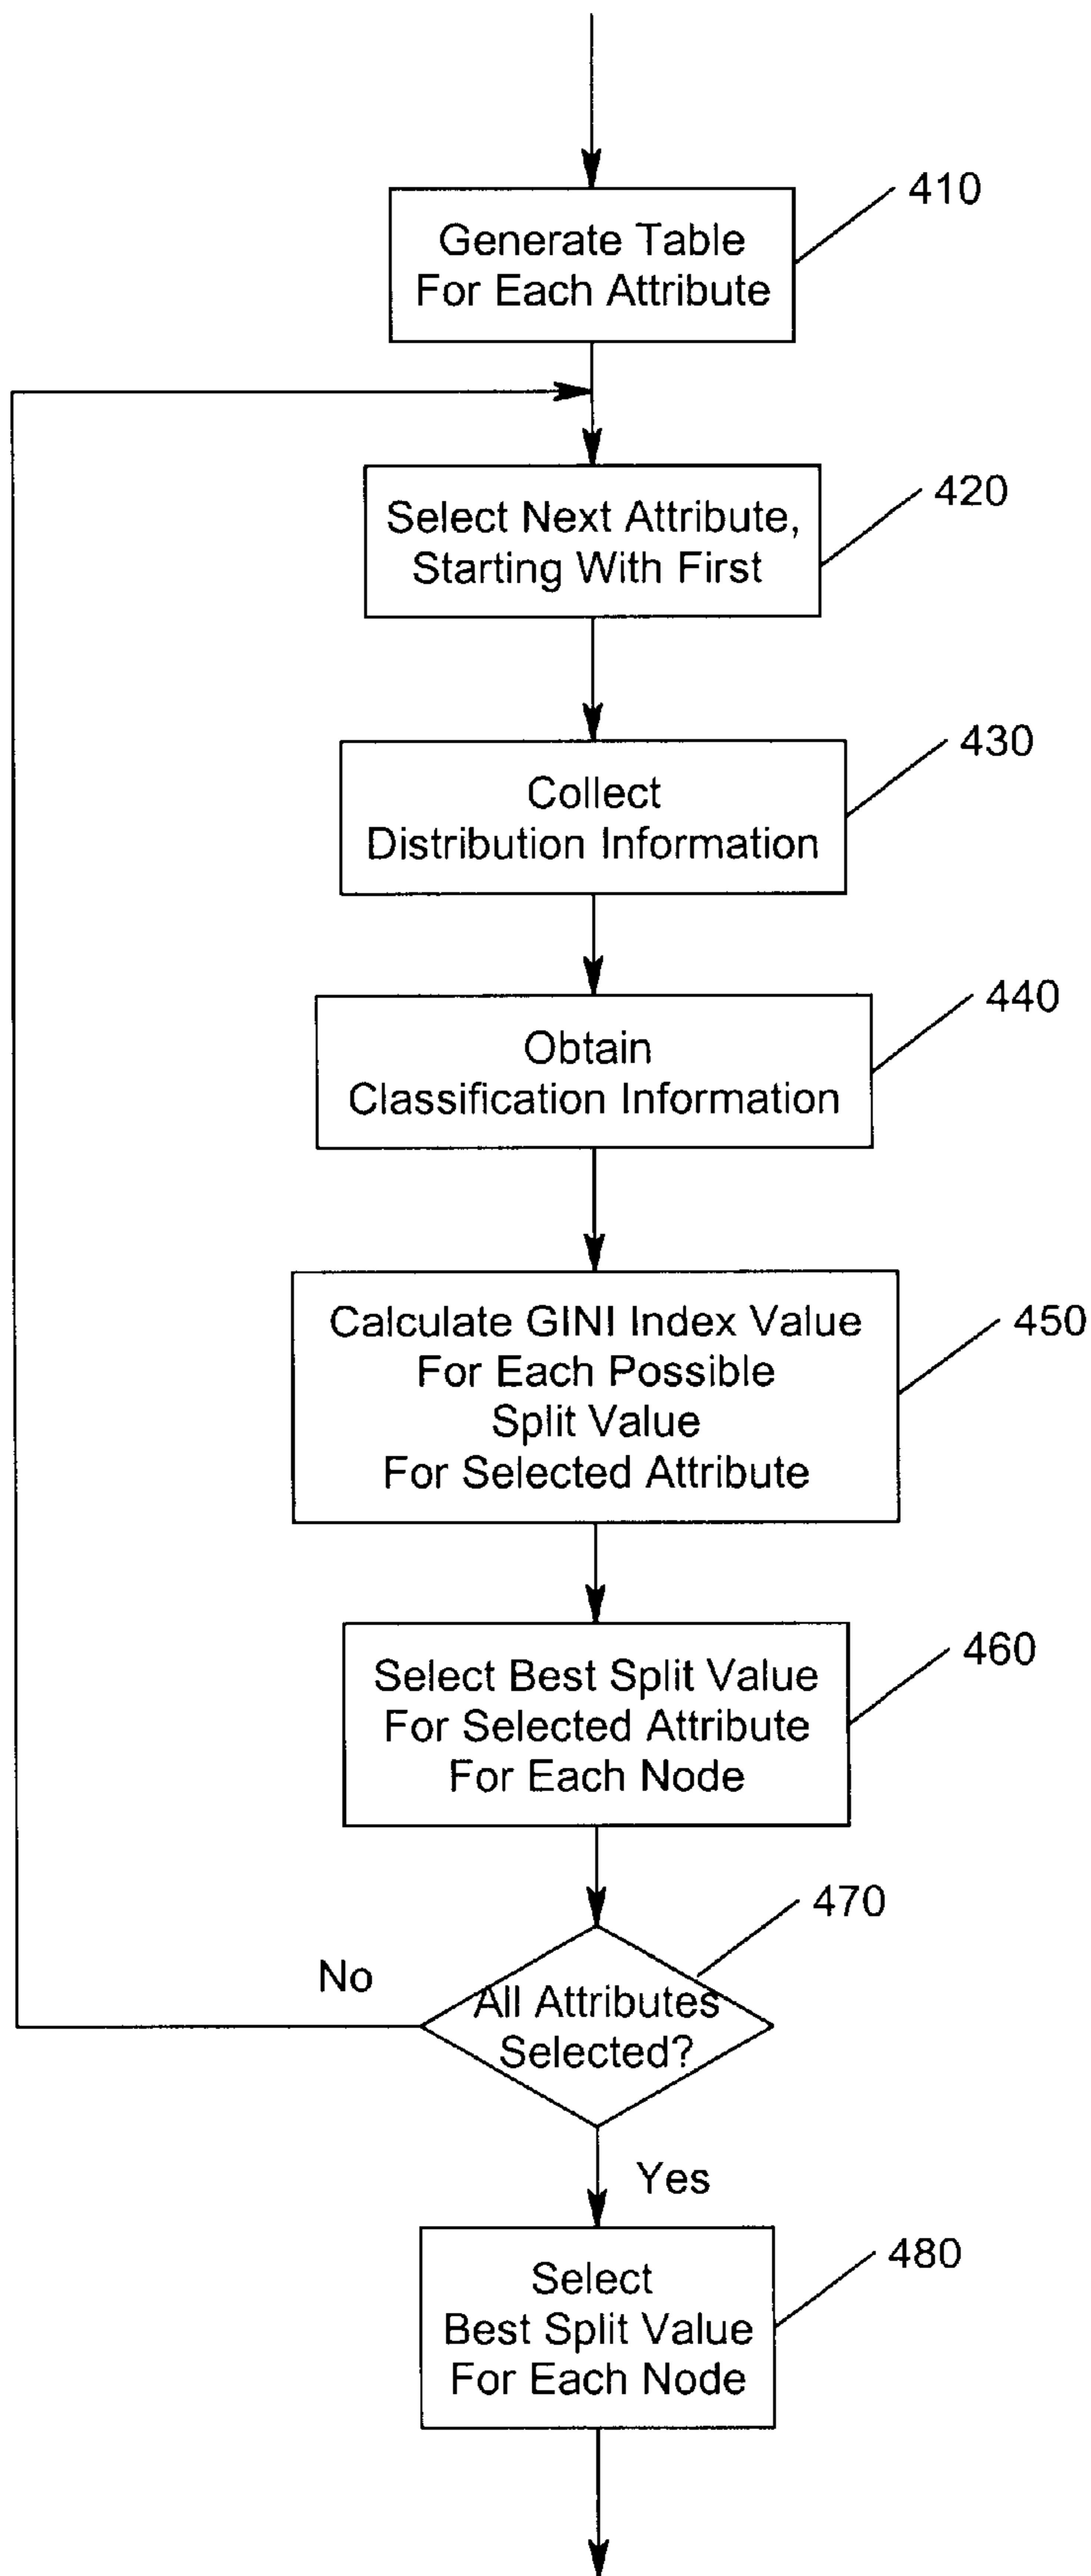 410
Generate Table
For Each Attribute
420
Select Next Attribute,
Starting With First
430
Collect
Distribution Information
440
Obtain
Classification Information
450
Calculate GINI Index Value
For Each Possible
Split Value
For Selected Attribute
460
Select Best Split Value
For Selected Attribute
For Each Node
470
No
All Attributes
Selected?
Yes
480
Select
Best Split Value
For Each Node